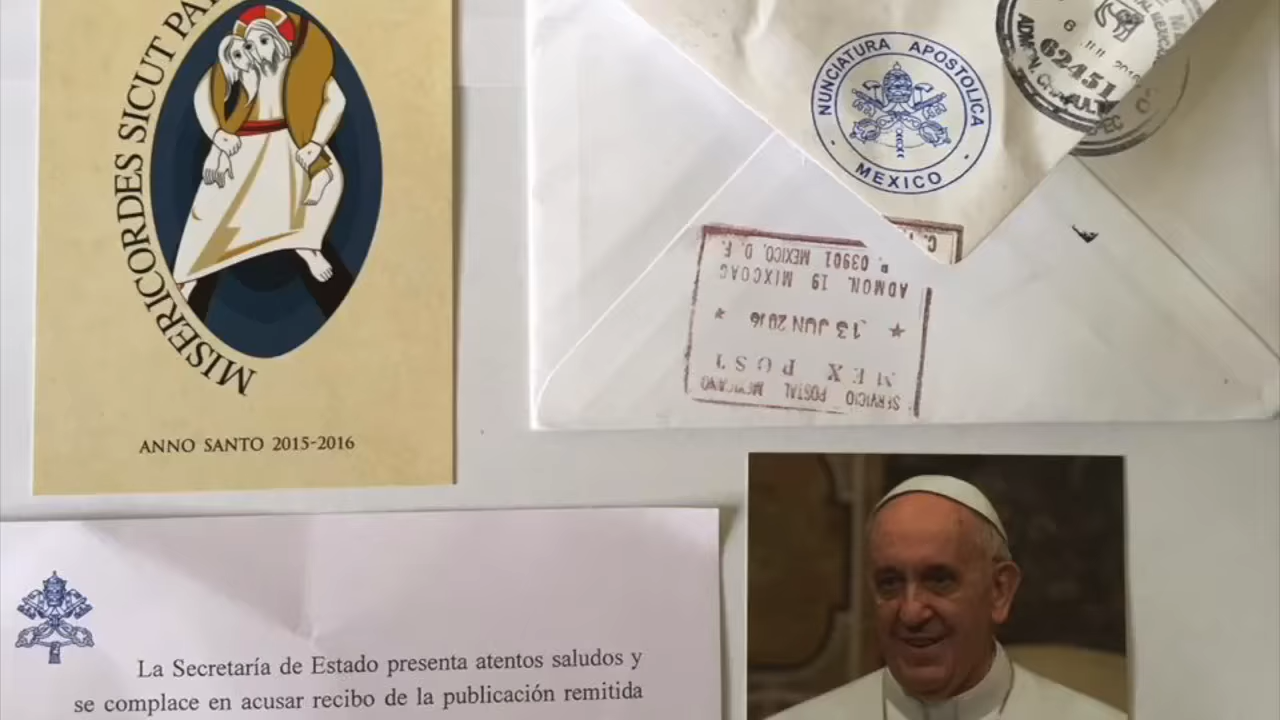 MISERICORDES SICUT PA
ANNO SANTO 2015-2016
NUNCIATURA APOSTOLICA
MEXICO
6 JUL
62451
SERVICIO POSTAL MEXICANO
MEX POST
★ 13 JUN 2016 ★
ADMON. 19 MIXCOAC
03901 MEXICO, D. F.
La Secretaría de Estado presenta atentos saludos y
se complace en acusar recibo de la publicación remitida